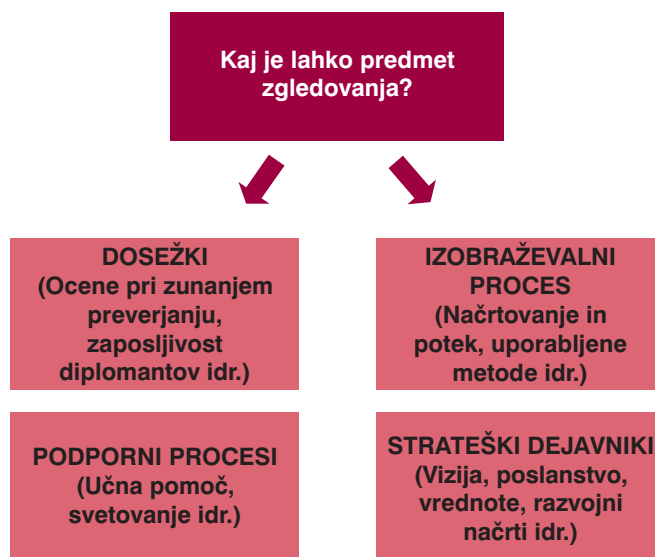 Kaj je lahko predmet
zgledovanja?
DOSEŽKI
(Ocene pri zunanjem
preverjanju,
zaposljivost
diplomantov idr.)
IZOBRAŽEVALNI
PROCES
(Načrtovanje in
potek, uporabljene
metode idr.)
PODPORNI PROCESI
(Učna pomoč,
svetovanje idr.)
STRATEŠKI DEJAVNIKI
(Vizija, poslanstvo,
vrednote, razvojni
načrti idr.)